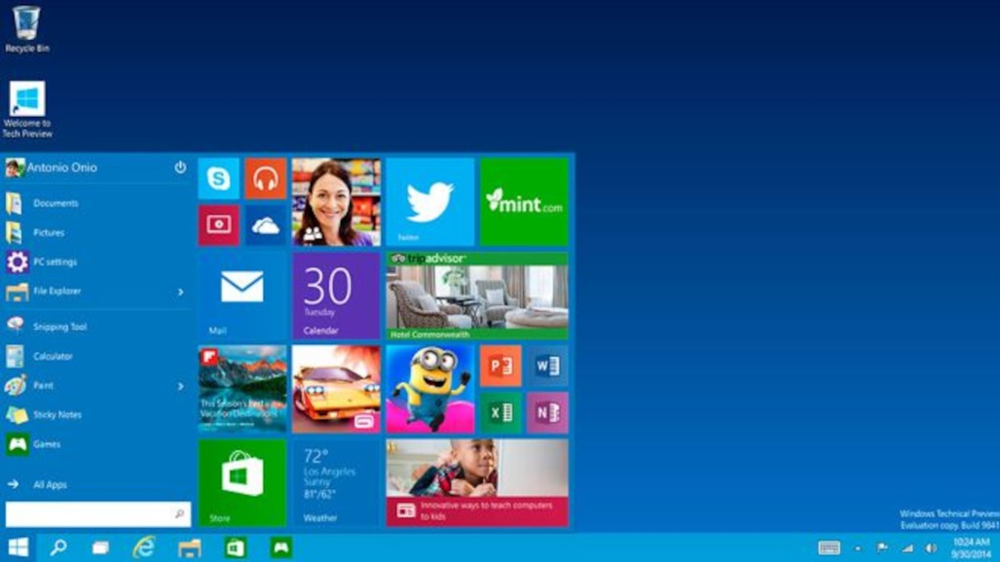 Recycle Bin
Welcome to
Tech Preview
Antonio Onio
Documents
Pictures
PC settings
File Explorer
Snipping Tool
Calculator
Paint
Sticky Notes
Games
All Apps
Twitter
mint.com
Mail
30
Tuesday
Calendar
tripadvisor
Hotel Commonwealth
This Season's Best
Vacation Destinations
P
W
X
N
Store
72°
Los Angeles
Sunny
81°/62°
Weather
Innovative ways to teach computers
to kids
Windows Technical Preview
Evaluation copy. Build 9841
10:24 AM
9/30/2014